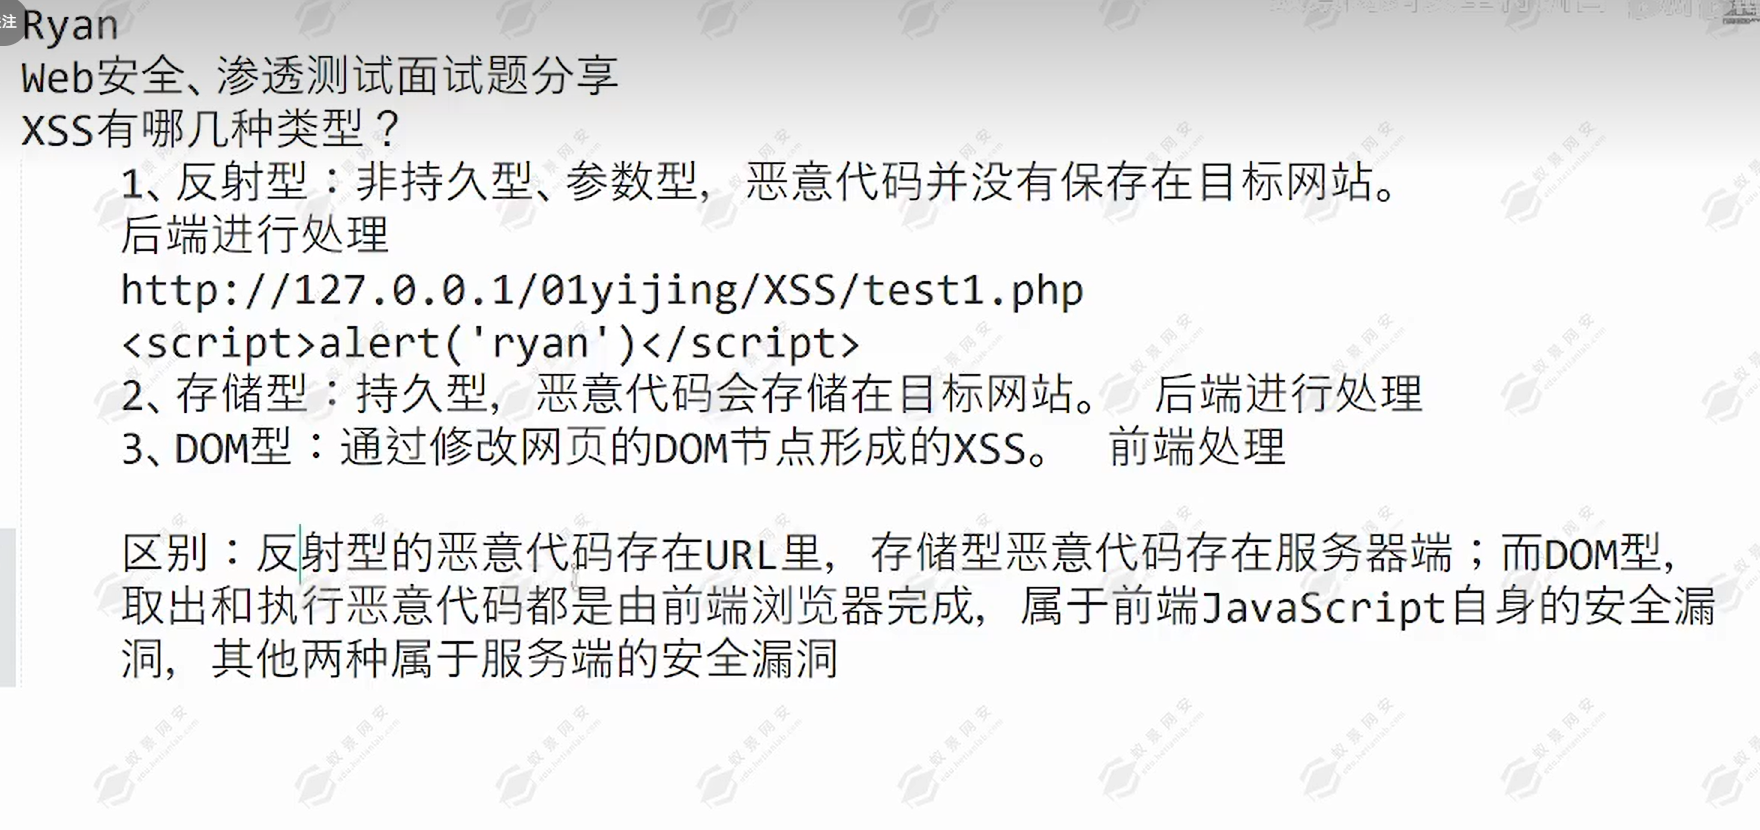 注
Ryan
Web安全、渗透测试面试题分享
XSS有哪几种类型？
1、反射型：非持久型、参数型，恶意代码并没有保存在目标网站。
后端进行处理
http://127.0.0.1/01yijing/XSS/test1.php
<script>alert('ryan')</script>
2、存储型：持久型，恶意代码会存储在目标网站。 后端进行处理
3、DOM型：通过修改网页的DOM节点形成的XSS。 前端处理
区别：反射型的恶意代码存在URL里，存储型恶意代码存在服务器端；而DOM型，
取出和执行恶意代码都是由前端浏览器完成，属于前端JavaScript自身的安全漏
洞，其他两种属于服务端的安全漏洞
蚁景网安
edu.hetianlab.com